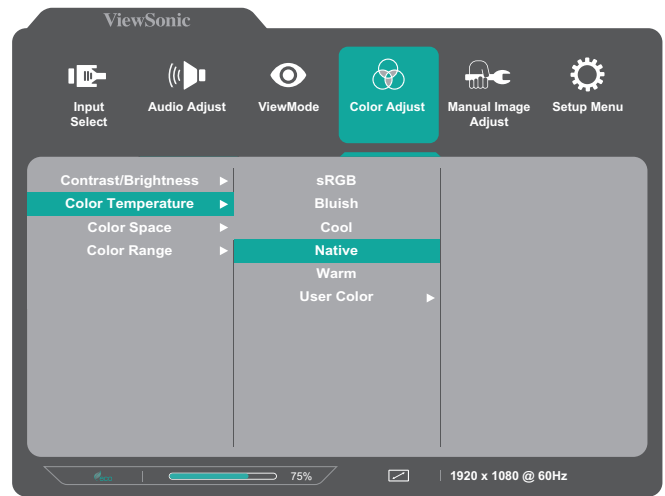 ViewSonic
Input
Select
Audio Adjust
ViewMode
Color Adjust
Manual Image
Adjust
Setup Menu
Contrast/Brightness
Color Temperature
Color Space
Color Range
sRGB
Bluish
Cool
Native
Warm
User Color
eco
75%
1920 x 1080 @ 60Hz